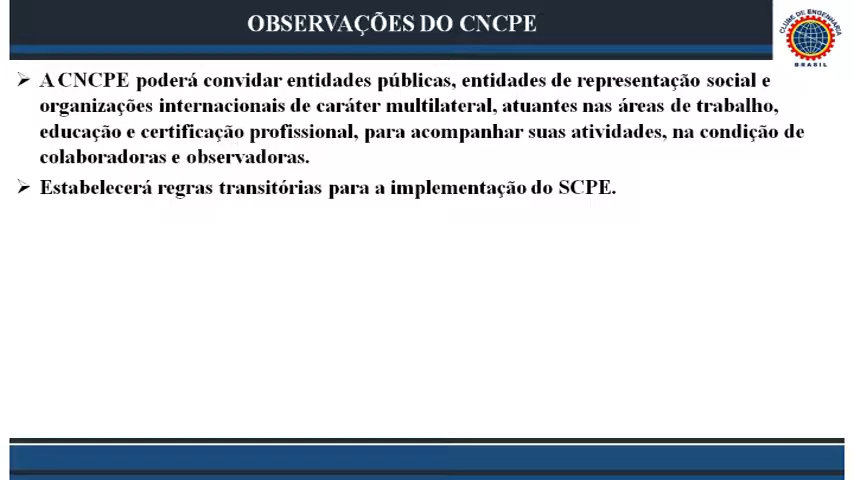 OBSERVAÇÕES DO CNCPE
CLUBE DE ENGENHARIA
BRASIL
➢ A CNCPE poderá convidar entidades públicas, entidades de representação social e
organizações internacionais de caráter multilateral, atuantes nas áreas de trabalho,
educação e certificação profissional, para acompanhar suas atividades, na condição de
colaboradoras e observadoras.
➢ Estabelecerá regras transitórias para a implementação do SCPE.